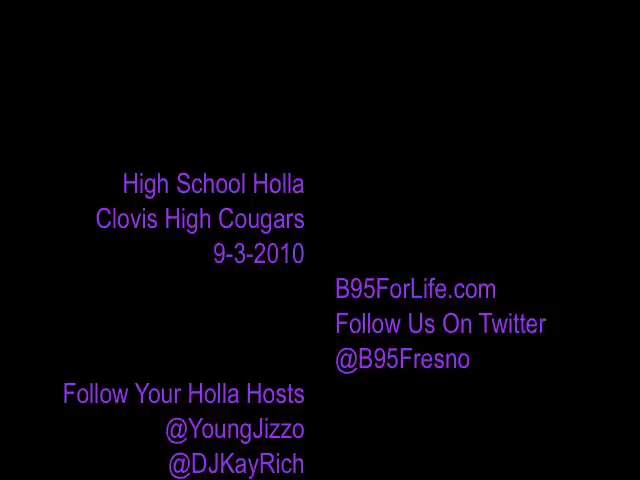 High School Holla
Clovis High Cougars
9-3-2010
B95ForLife.com
Follow Us On Twitter
@B95Fresno
Follow Your Holla Hosts
@YoungJizzo
@DJKayRich